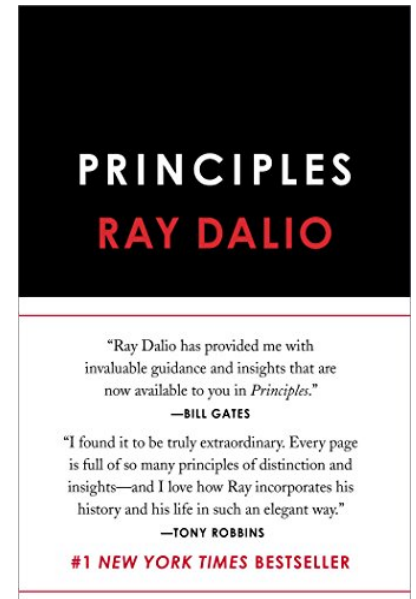 PRINCIPLES
RAY DALIO
“Ray Dalio has provided me with
invaluable guidance and insights that are
now available to you in Principles.”
—BILL GATES
“I found it to be truly extraordinary. Every page
is full of so many principles of distinction and
insights—and I love how Ray incorporates his
history and his life in such an elegant way.”
—TONY ROBBINS
#1 NEW YORK TIMES BESTSELLER